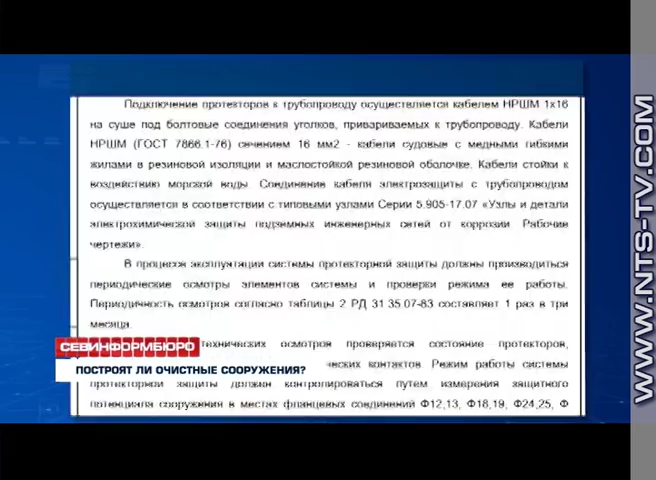 Подключение протекторов к трубопроводу осуществляется кабелем НРШМ 1х16
на суше под болтовые соединения уголков, привариваемых к трубопроводу. Кабели
НРШМ (ГОСТ 7866.1-76) сечением 16 мм2 - кабели судовые с медными гибкими
жилами в резиновой изоляции и маслостойкой резиновой оболочке. Кабели стойки к
воздействию морской воды. Соединение кабеля электрозащиты с трубопроводом
осуществляется в соответствии с типовыми узлами Серии 5.905-17.07 «Узлы и детали
электрохимической защиты подземных инженерных сетей от коррозии. Рабочие
чертежи».
В процессе эксплуатации системы протекторной защиты должны производиться
периодические осмотры элементов системы и проверки режима ее работы.
Периодичность осмотров согласно таблицы 2 РД 31.35.07-83 составляет 1 раз в три
месяца.
технических осмотров проверяется состояние протекторов,
СЕВИНФОРМБЮРО
ческих контактов. Режим работы системы
ПОСТРОЯТ ЛИ ОЧИСТНЫЕ СООРУЖЕНИЯ?
протекторной защиты должен контролироваться путем измерения защитного
потенциала сооружения в местах фланцевых соединений Ф12,13, Ф18,19, Ф24,25, Ф
WWW.NTS-TV.COM